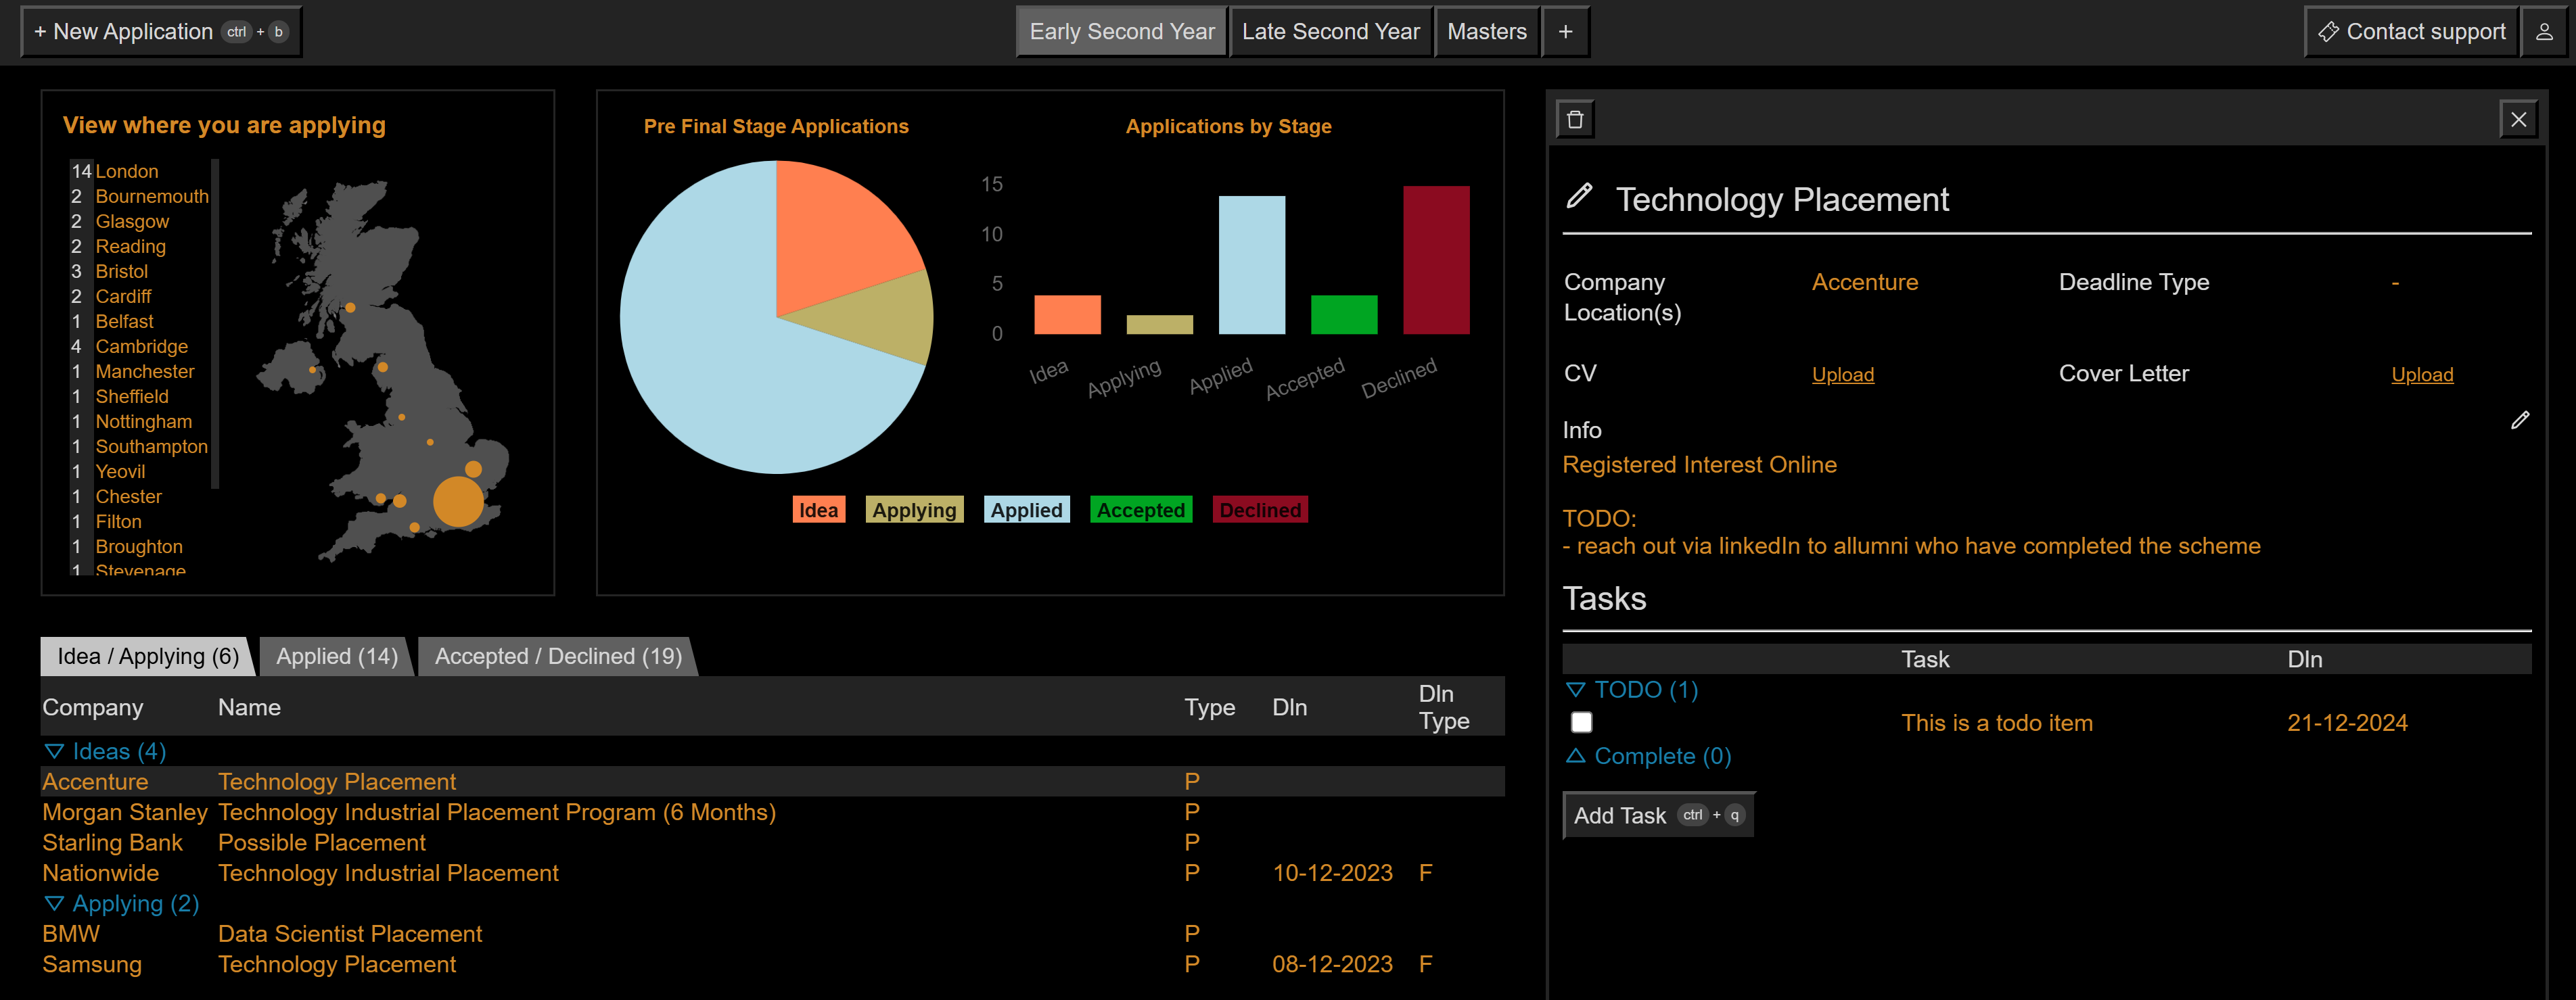 + New Application ctrl + b
Early Second Year
Late Second Year
Masters
+
Contact support
View where you are applying
14 London
2 Bournemouth
2 Glasgow
2 Reading
3 Bristol
2 Cardiff
1 Belfast
4 Cambridge
1 Manchester
1 Sheffield
1 Nottingham
1 Southampton
1 Yeovil
1 Chester
1 Filton
1 Broughton
1 Stevenage
Pre Final Stage Applications
Applications by Stage
15
10
5
0
Idea
Applying
Applied
Accepted
Declined
Idea Applying Applied Accepted Declined
Idea / Applying (6)
Applied (14)
Accepted / Declined (19)
Company Name Type Dln Dln Type
Ideas (4)
Accenture Technology Placement P
Morgan Stanley Technology Industrial Placement Program (6 Months) P
Starling Bank Possible Placement P
Nationwide Technology Industrial Placement P 10-12-2023 F
Applying (2)
BMW Data Scientist Placement P
Samsung Technology Placement P 08-12-2023 F
Technology Placement
Company Accenture Deadline Type -
Location(s)
CV Upload Cover Letter Upload
Info
Registered Interest Online
TODO:
- reach out via linkedIn to allumni who have completed the scheme
Tasks
Task Dln
TODO (1)
This is a todo item 21-12-2024
Complete (0)
Add Task ctrl + q